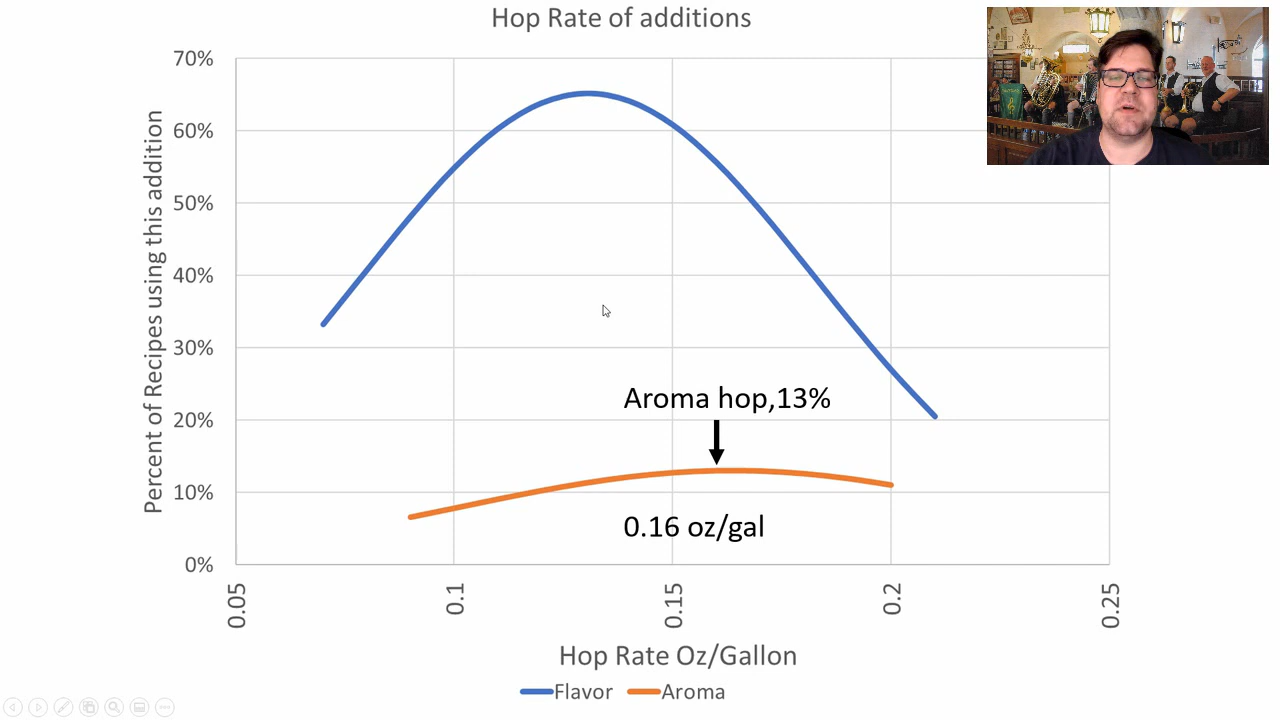 Hop Rate of additions
70%
60%
50%
40%
30%
20%
10%
0%
Percent of Recipes using this addition
Aroma hop,13%
0.16 oz/gal
0.05
0.1
0.15
0.2
0.25
Hop Rate Oz/Gallon
Flavor
Aroma